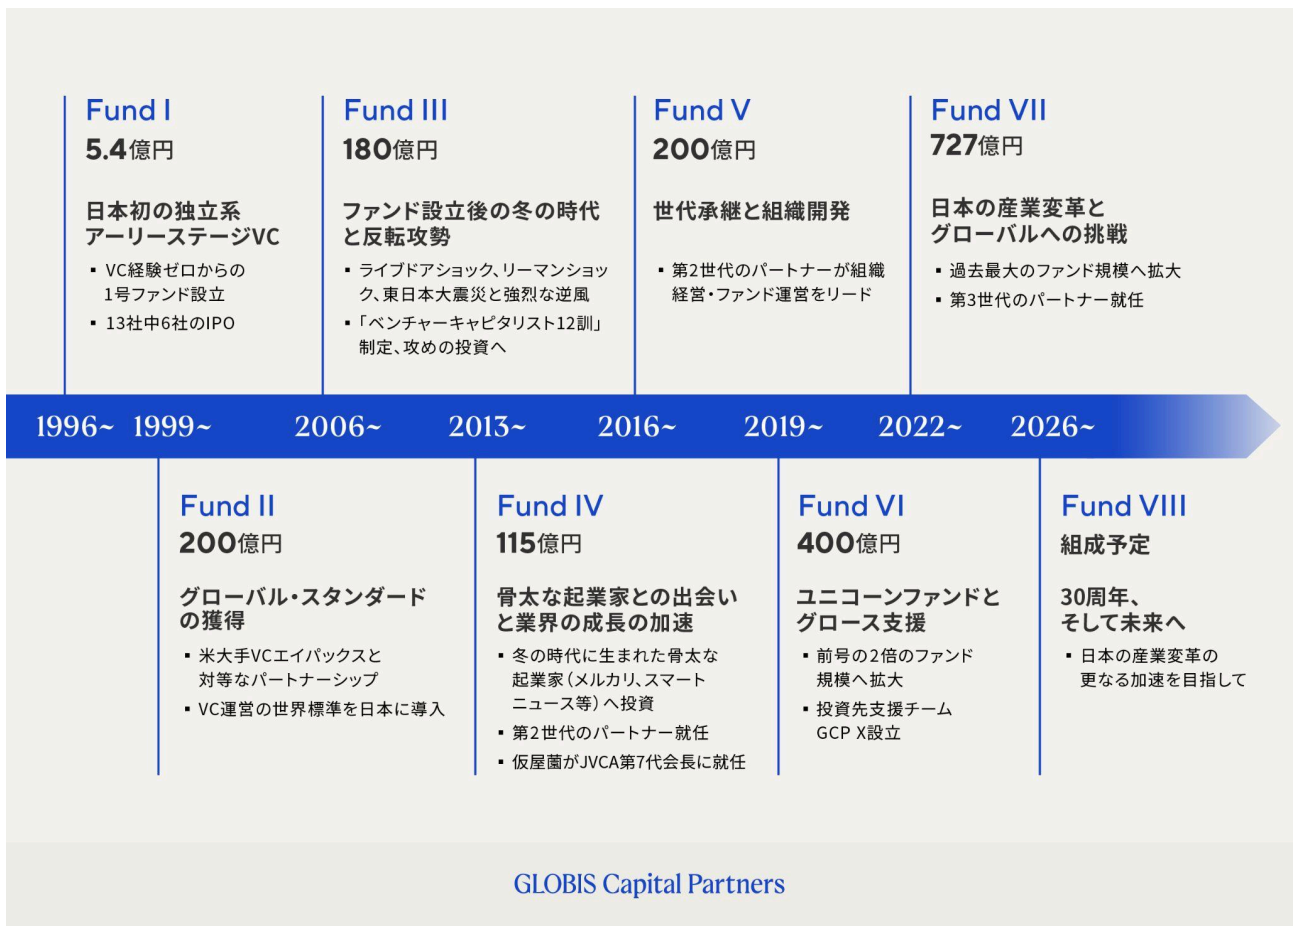 Fund I
5.4億円
日本初の独立系
アーリーステージVC
▪ VC経験ゼロからの
1号ファンド設立
▪ 13社中6社のIPO
Fund III
180億円
ファンド設立後の冬の時代
と反転攻勢
▪ ライブドアショック、リーマンショッ
ク、東日本大震災と強烈な逆風
▪ 「ベンチャーキャピタリスト12訓」
制定、攻めの投資へ
Fund V
200億円
世代承継と組織開発
▪ 第2世代のパートナーが組織
経営・ファンド運営をリード
Fund VII
727億円
日本の産業変革と
グローバルへの挑戦
▪ 過去最大のファンド規模へ拡大
▪ 第3世代のパートナー就任
1996~ 1999~ 2006~ 2013~ 2016~ 2019~ 2022~ 2026~
Fund II
200億円
グローバル・スタンダード
の獲得
▪ 米大手VCエイパックスと
対等なパートナーシップ
▪ VC運営の世界標準を日本に導入
Fund IV
115億円
骨太な起業家との出会い
と業界の成長の加速
▪ 冬の時代に生まれた骨太な
起業家（メルカリ、スマート
ニュース等）へ投資
▪ 第2世代のパートナー就任
▪ 仮屋薗がJVCA第7代会長に就任
Fund VI
400億円
ユニコーンファンドと
グロース支援
▪ 前号の2倍のファンド
規模へ拡大
▪ 投資先支援チーム
GCP X設立
Fund VIII
組成予定
30周年、
そして未来へ
▪ 日本の産業変革の
更なる加速を目指して
GLOBIS Capital Partners